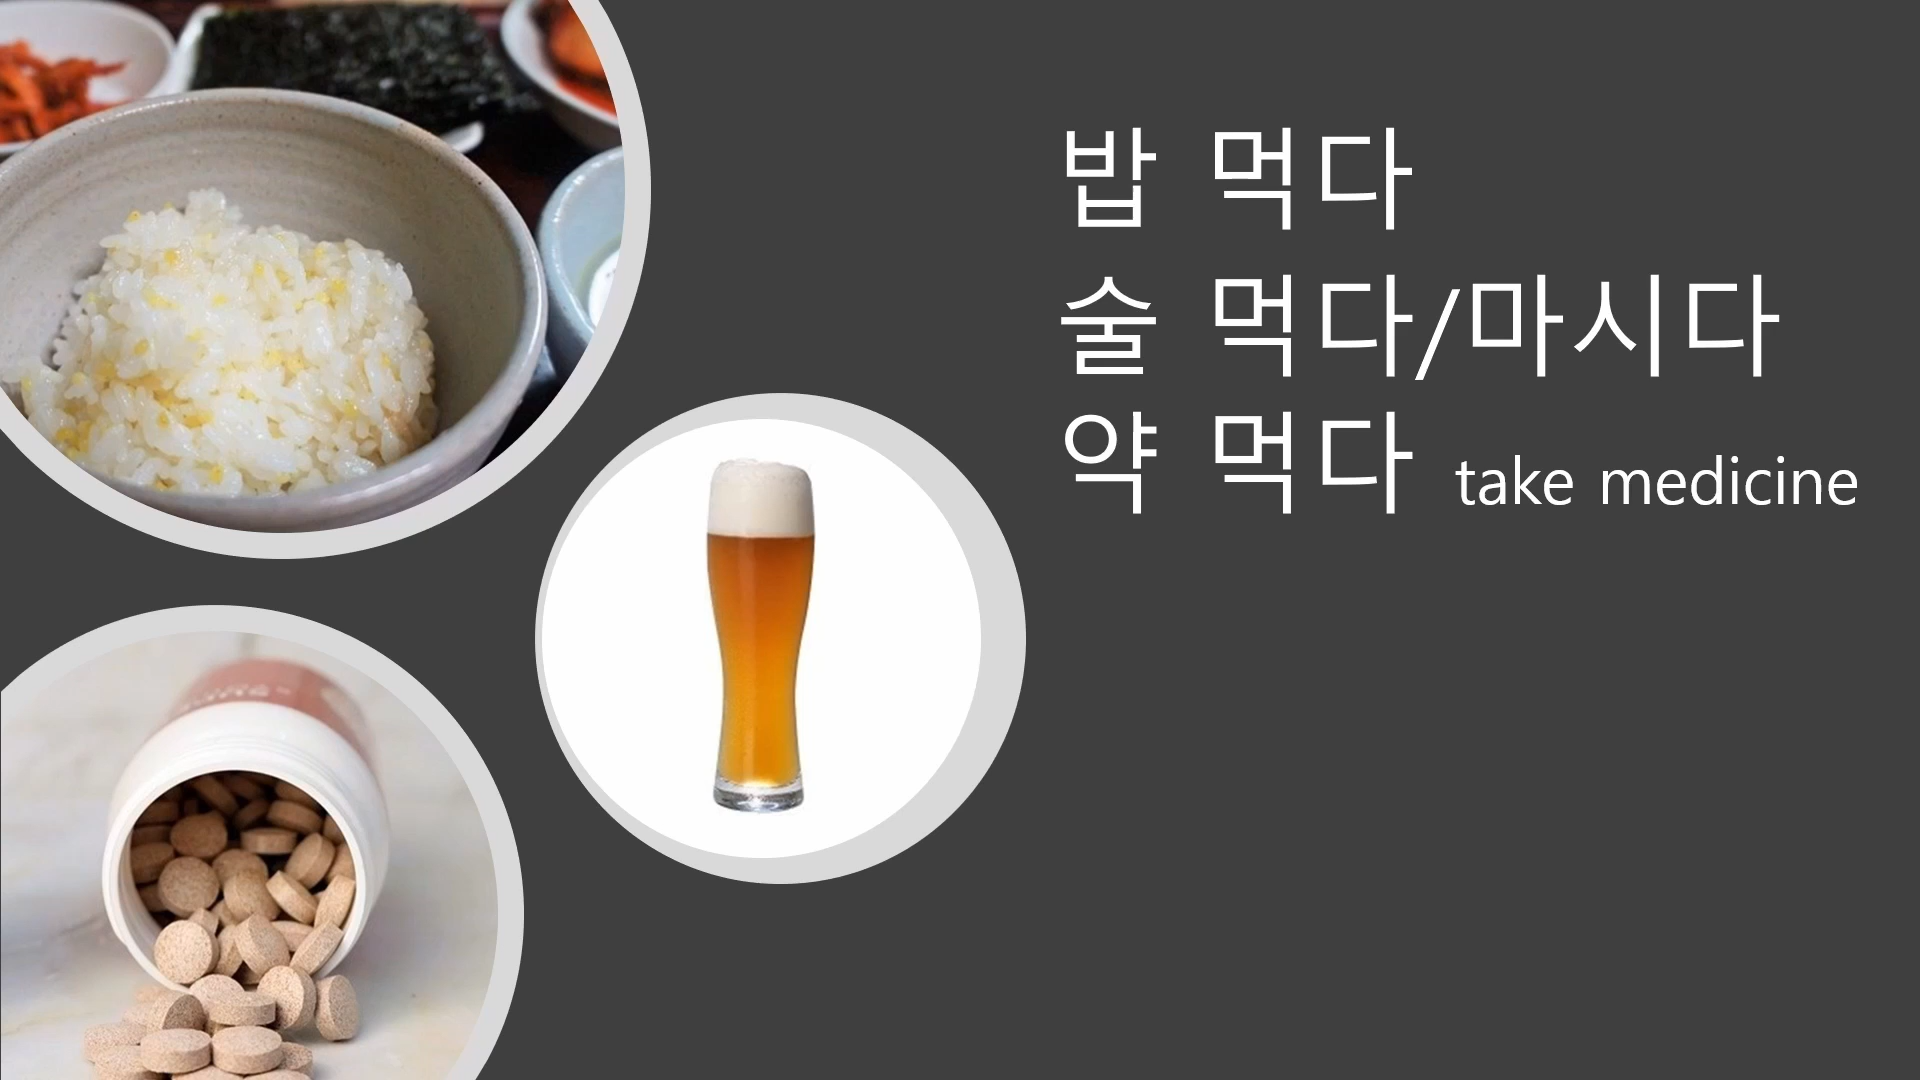 밥 먹다
술 먹다/마시다
약 먹다 take medicine